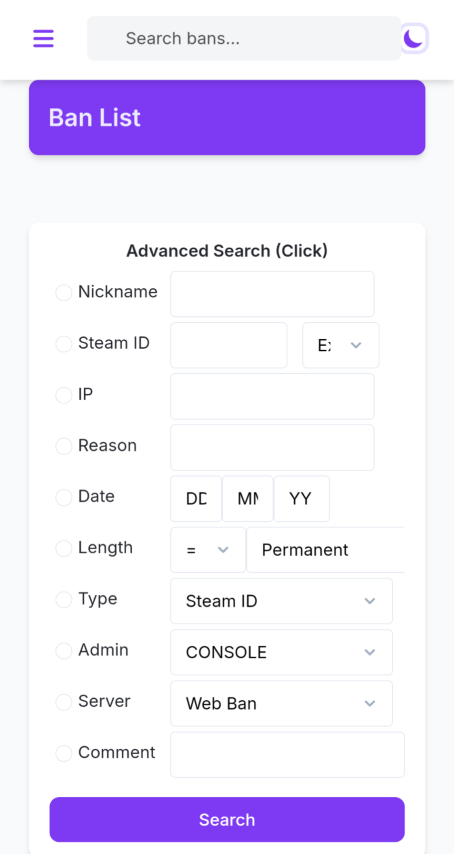 Search bans...
Ban List
Advanced Search (Click)
Nickname
Steam ID
IP
Reason
Date DD MM YY
Length = Permanent
Type Steam ID
Admin CONSOLE
Server Web Ban
Comment
Search